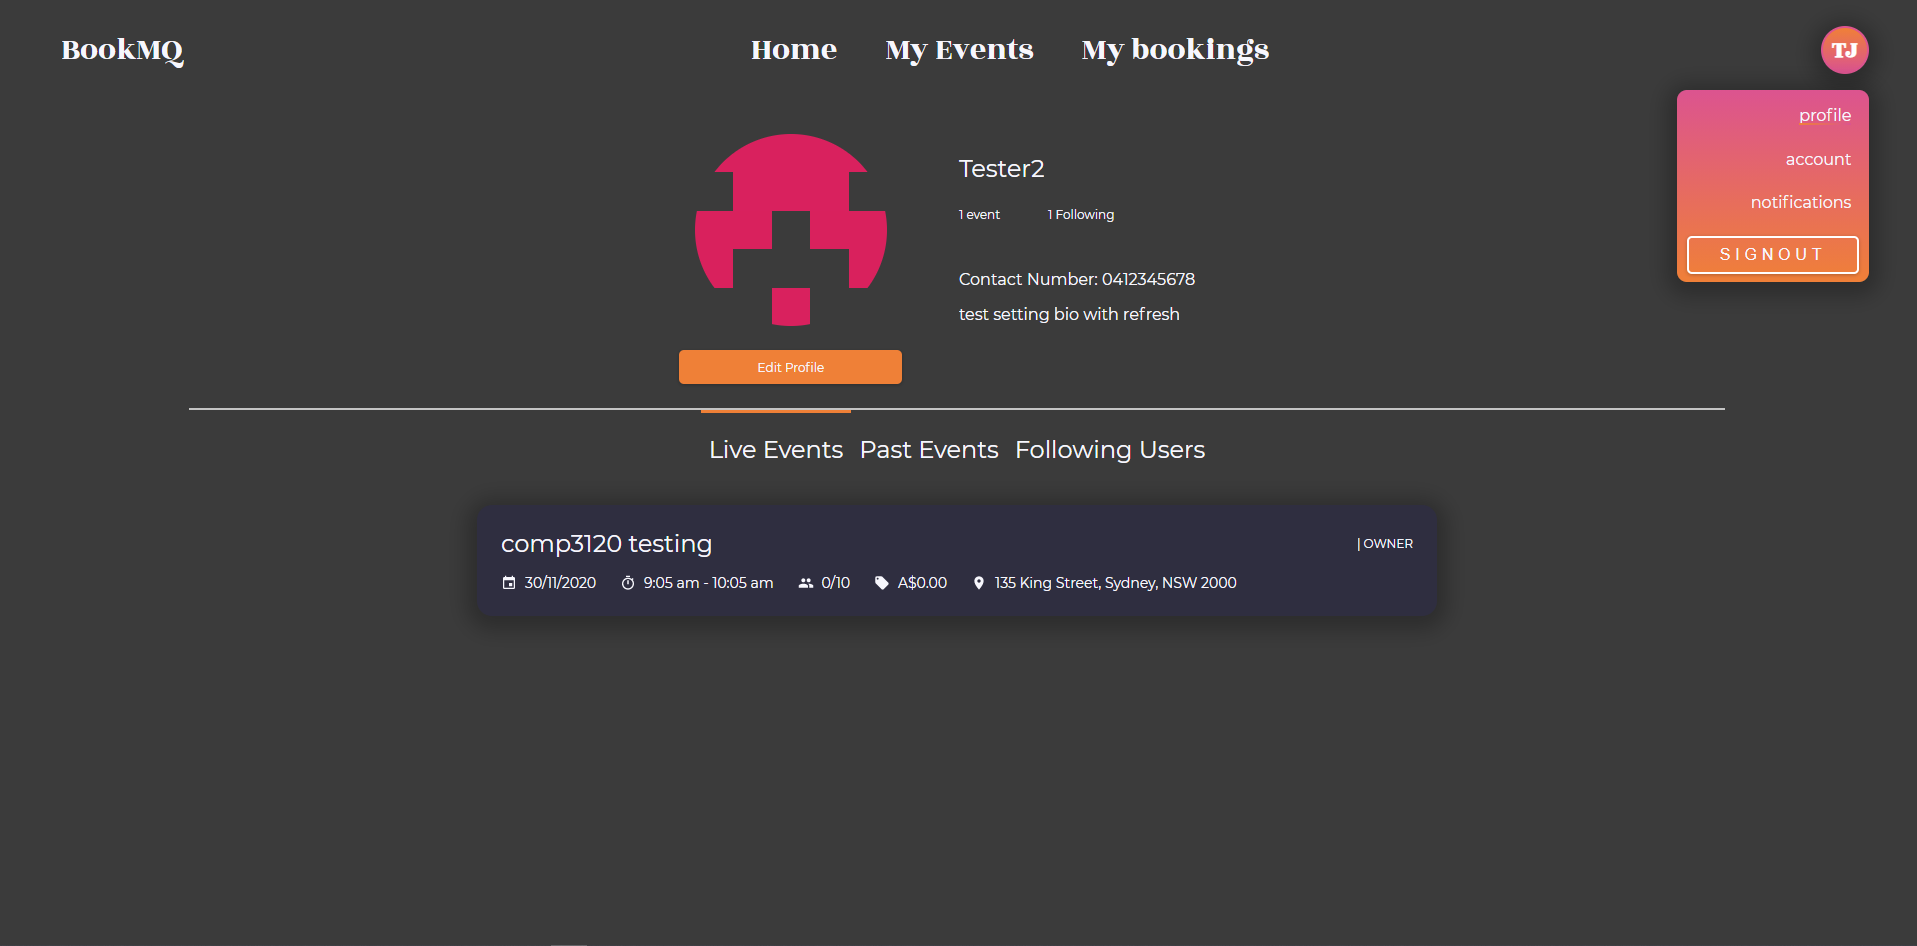 BookMQ
Home My Events My bookings
TJ
profile
account
notifications
SIGNOUT
Tester2
1 event 1 Following
Contact Number: 0412345678
test setting bio with refresh
Edit Profile
Live Events Past Events Following Users
comp3120 testing
| OWNER
30/11/2020 9:05 am - 10:05 am 0/10 A$0.00 135 King Street, Sydney, NSW 2000